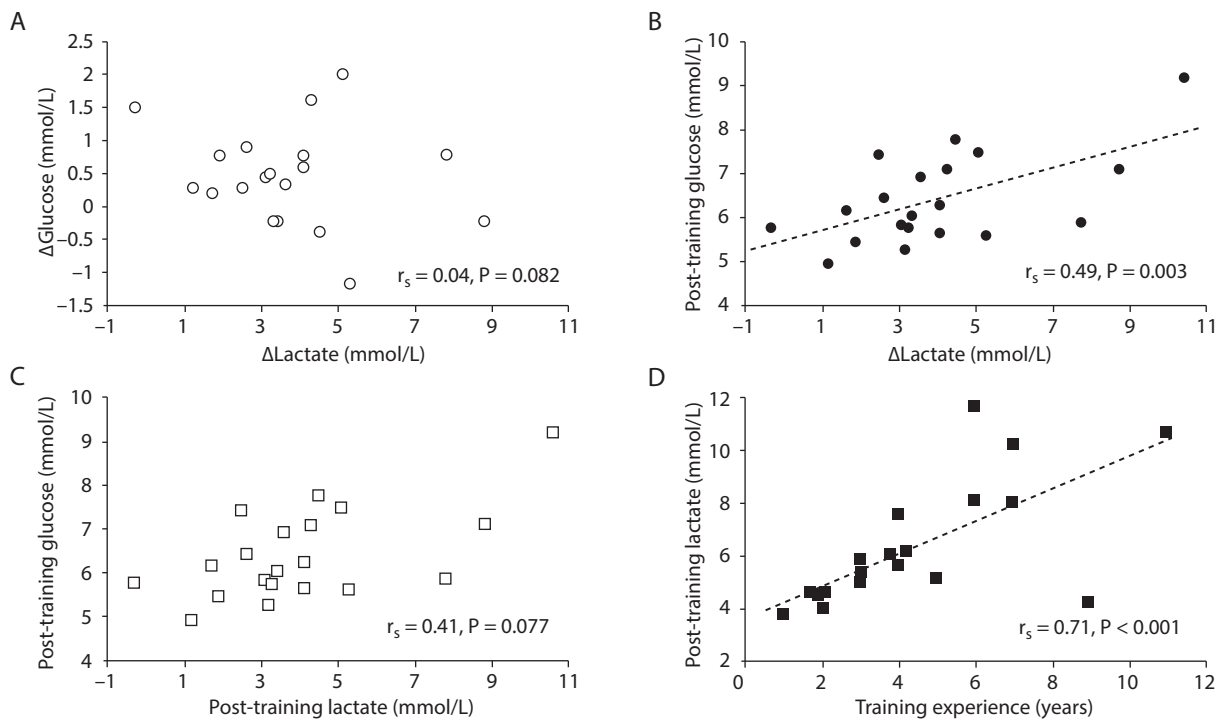 A
ΔGlucose (mmol/L)
2.5
2
1.5
1
0.5
0
−0.5
−1
−1.5
−1 1 3 5 7 9 11
ΔLactate (mmol/L)
rs = 0.04, P = 0.082
B
Post-training glucose (mmol/L)
10
9
8
7
6
5
4
−1 1 3 5 7 9 11
ΔLactate (mmol/L)
rs = 0.49, P = 0.003
C
Post-training glucose (mmol/L)
10
9
8
7
6
5
4
−1 1 3 5 7 9 11
Post-training lactate (mmol/L)
rs = 0.41, P = 0.077
D
Post-training lactate (mmol/L)
12
10
8
6
4
2
0 2 4 6 8 10 12
Training experience (years)
rs = 0.71, P < 0.001